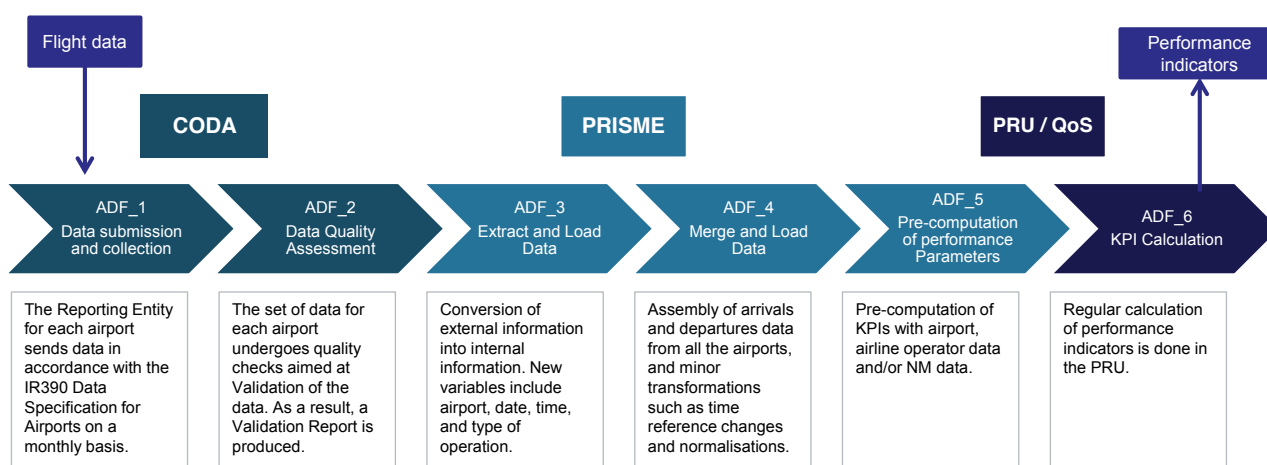 Flight data
Performance
indicators
CODA
PRISME
PRU / QoS
ADF_1
Data submission
and collection
ADF_2
Data Quality
Assessment
ADF_3
Extract and Load
Data
ADF_4
Merge and Load
Data
ADF_5
Pre-computation
of performance
Parameters
ADF_6
KPI Calculation
The Reporting Entity
for each airport
sends data in
accordance with the
IR390 Data
Specification for
Airports on a
monthly basis.
The set of data for
each airport
undergoes quality
checks aimed at
Validation of the
data. As a result, a
Validation Report is
produced.
Conversion of
external information
into internal
information. New
variables include
airport, date, time,
and type of
operation.
Assembly of arrivals
and departures data
from all the airports,
and minor
transformations
such as time
reference changes
and normalisations.
Pre-computation of
KPIs with airport,
airline operator data
and/or NM data.
Regular calculation
of performance
indicators is done in
the PRU.